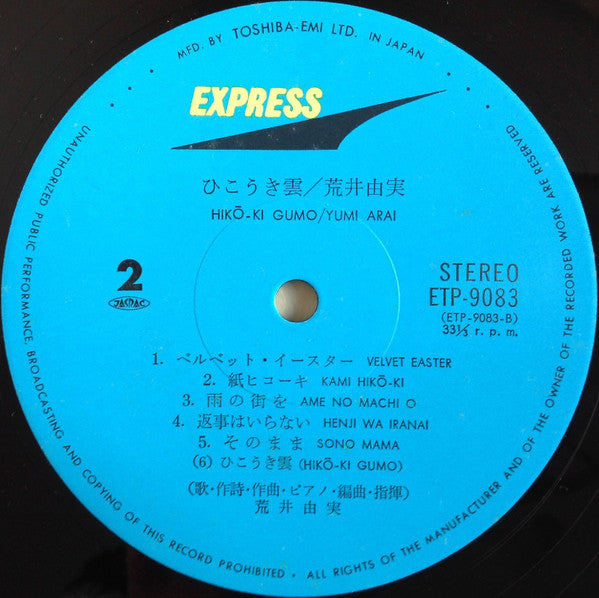 MFD. BY TOSHIBA-EMI LTD. IN JAPAN
EXPRESS
ひこうき雲／荒井由実
HIKŌ-KI GUMO/YUMI ARAI
2
JASRAC
STEREO
ETP-9083
(ETP-9083-B)
33⅓ r. p. m.
1. ベルベット・イースター VELVET EASTER
2. 紙ヒコーキ KAMI HIKŌ-KI
3. 雨の街を AME NO MACHI O
4. 返事はいらない HENJI WA IRANAI
5. そのまま SONO MAMA
(6) ひこうき雲 (HIKŌ-KI GUMO)
(歌・作詩・作曲・ピアノ・編曲・指揮)
荒井由実
UNAUTHORIZED PUBLIC PERFORMANCE, BROADCASTING AND COPYING OF THIS RECORD PROHIBITED • ALL RIGHTS OF THE MANUFACTURER AND OF THE OWNER OF THE RECORDED WORK ARE RESERVED